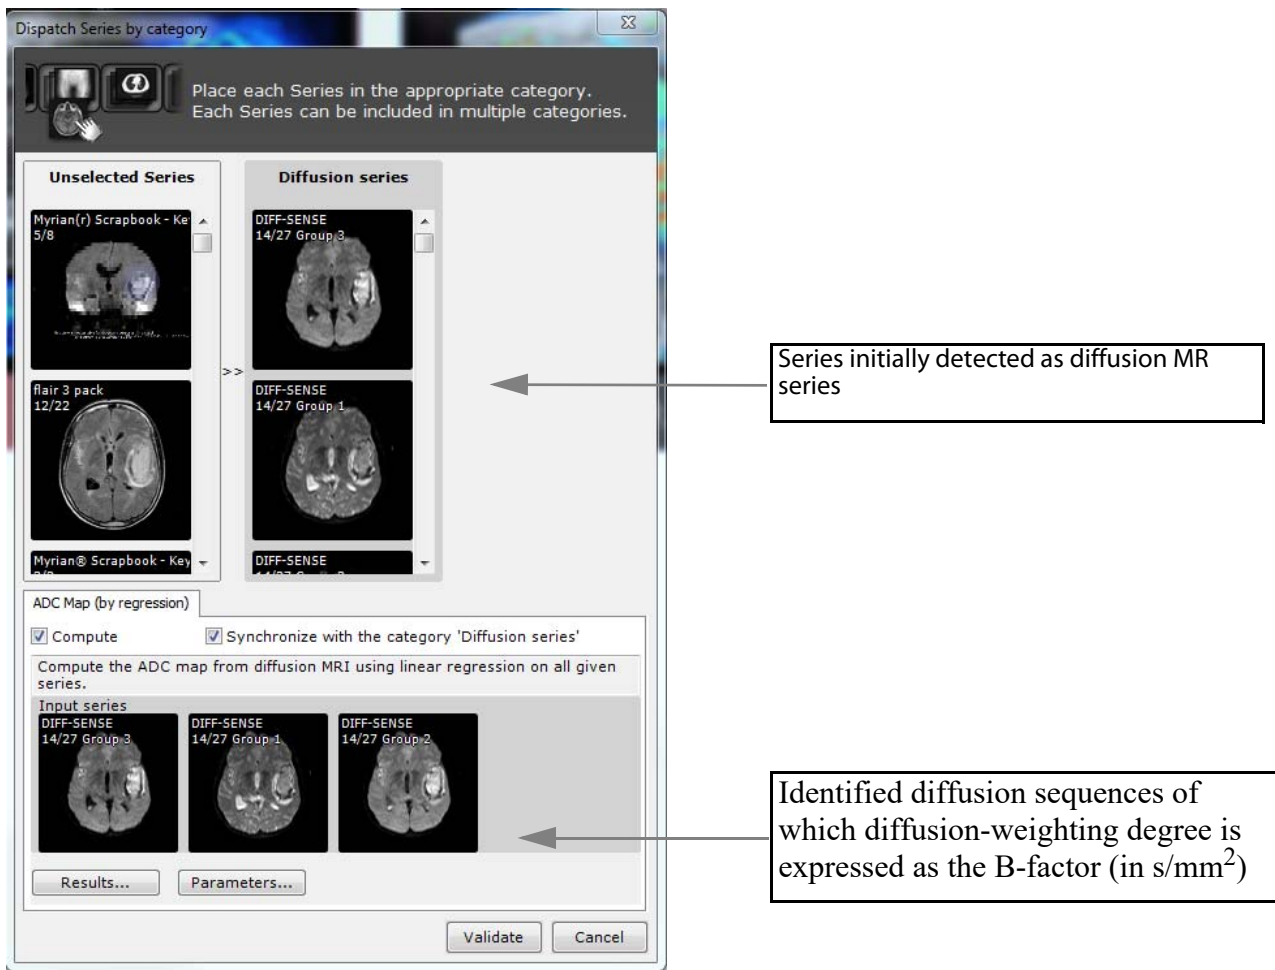 Dispatch Series by category
Place each Series in the appropriate category.
Each Series can be included in multiple categories.
Unselected Series
Diffusion series
Myrian(r) Scrapbook - Ke
5/8
DIFF-SENSE
14/27 Group 3
>>
flair 3 pack
12/22
DIFF-SENSE
14/27 Group 1
Myrian® Scrapbook - Key
DIFF-SENSE
Series initially detected as diffusion MR
series
ADC Map (by regression)
Compute
Synchronize with the category 'Diffusion series'
Compute the ADC map from diffusion MRI using linear regression on all given
series.
Input series
DIFF-SENSE
14/27 Group 3
DIFF-SENSE
14/27 Group 1
DIFF-SENSE
14/27 Group 2
Identified diffusion sequences of
which diffusion-weighting degree is
expressed as the B-factor (in s/mm²)
Results...
Parameters...
Validate
Cancel